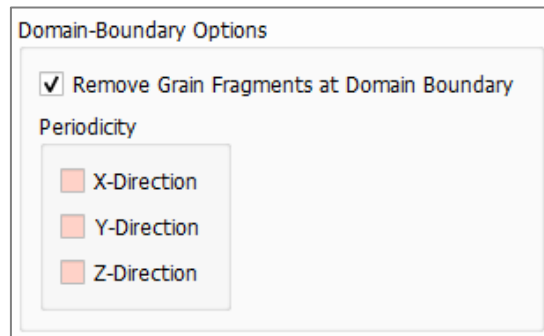 Domain-Boundary Options
Remove Grain Fragments at Domain Boundary
Periodicity
X-Direction
Y-Direction
Z-Direction